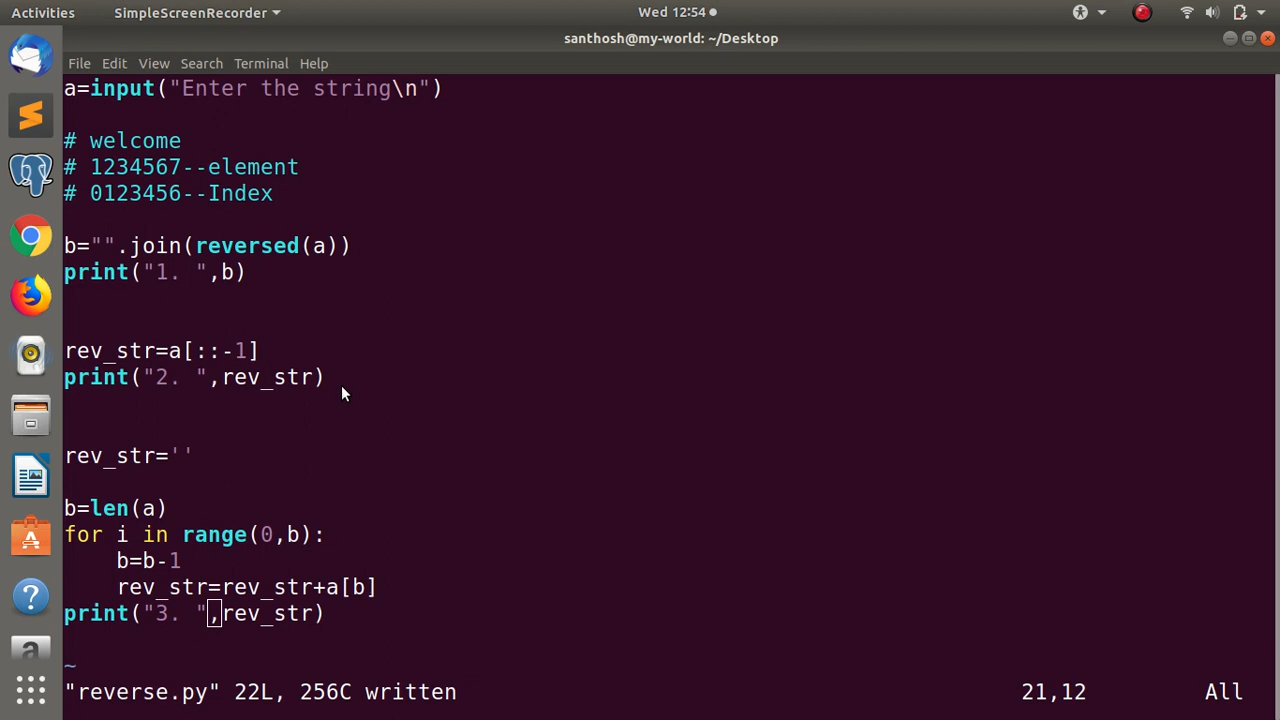 Activities SimpleScreenRecorder Wed 12:54
santhosh@my-world: ~/Desktop
File Edit View Search Terminal Help
a=input("Enter the string\n")
# welcome
# 1234567--element
# 0123456--Index
b="".join(reversed(a))
print("1. ",b)
rev_str=a[::-1]
print("2. ",rev_str)
rev_str=''
b=len(a)
for i in range(0,b):
    b=b-1
    rev_str=rev_str+a[b]
print("3. ",rev_str)
~
"reverse.py" 22L, 256C written 21,12 All